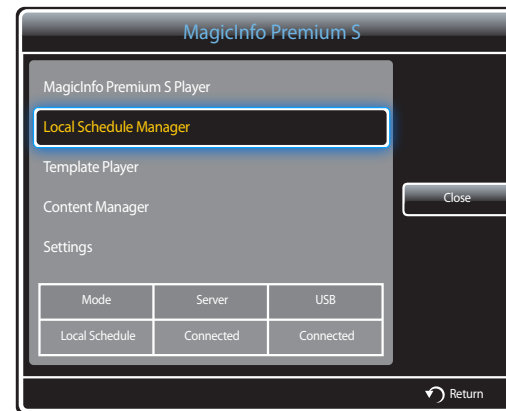 MagicInfo Premium S
MagicInfo Premium S Player
Local Schedule Manager
Template Player
Content Manager
Settings
Close
Mode Server USB
Local Schedule Connected Connected
Return